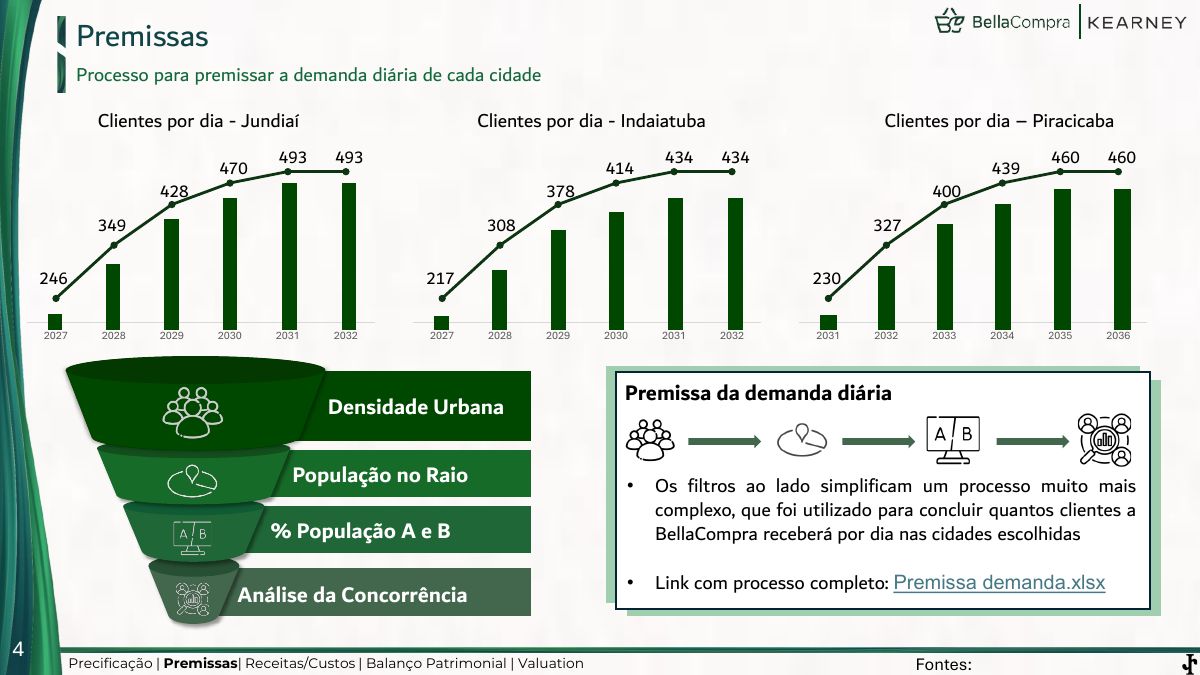 Premissas
Processo para premissar a demanda diária de cada cidade
BellaCompra
KEARNEY
Clientes por dia - Jundiaí
246
349
428
470
493
493
2027
2028
2029
2030
2031
2032
Clientes por dia - Indaiatuba
217
308
378
414
434
434
2027
2028
2029
2030
2031
2032
Clientes por dia – Piracicaba
230
327
400
439
460
460
2031
2032
2033
2034
2035
2036
Densidade Urbana
População no Raio
A B
% População A e B
Análise da Concorrência
Premissa da demanda diária
A B
• Os filtros ao lado simplificam um processo muito mais
complexo, que foi utilizado para concluir quantos clientes a
BellaCompra receberá por dia nas cidades escolhidas
• Link com processo completo: Premissa demanda.xlsx
4
Precificação | Premissas| Receitas/Custos | Balanço Patrimonial | Valuation
Fontes: